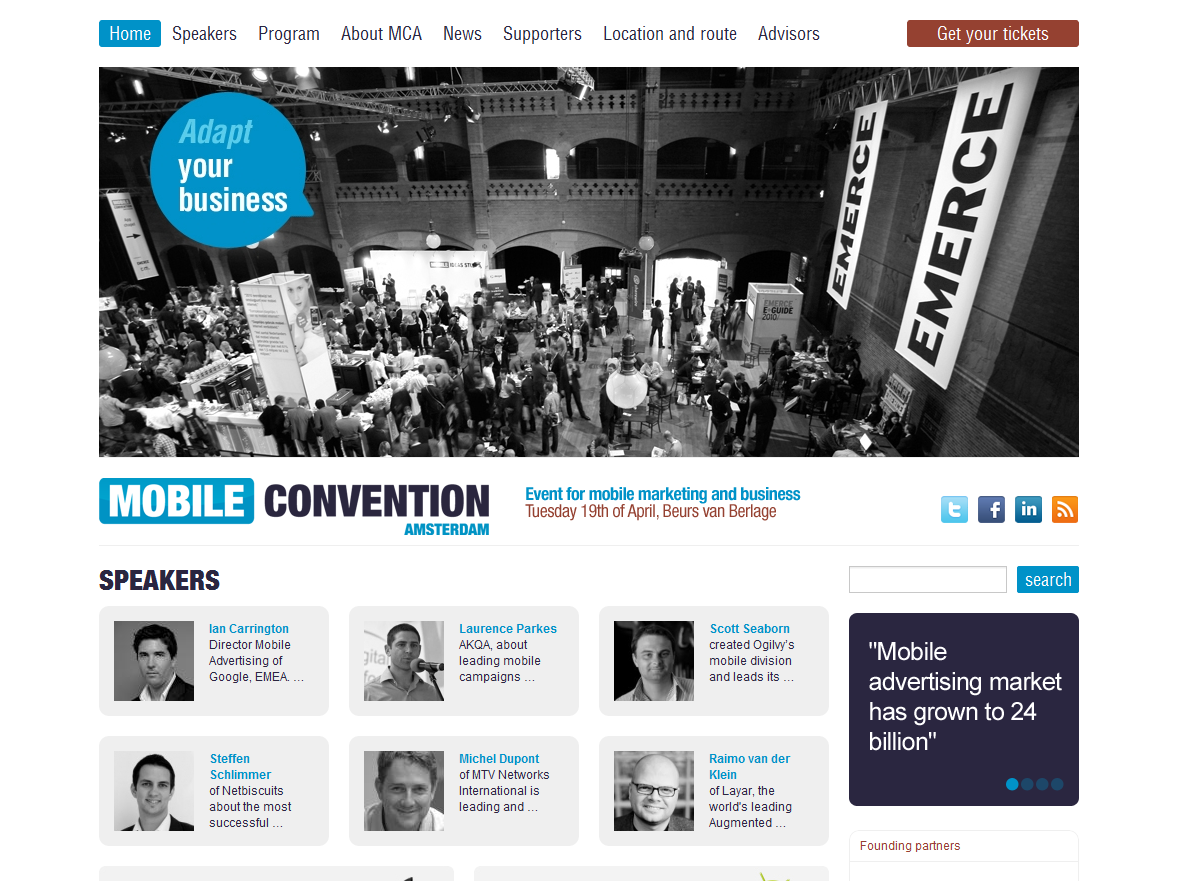 Home Speakers Program About MCA News Supporters Location and route Advisors Get your tickets
Adapt
your
business
EMERCE
EMERCE
EMERCE
E-GUIDE
2010
MOBILE CONVENTION
AMSTERDAM
Event for mobile marketing and business
Tuesday 19th of April, Beurs van Berlage
SPEAKERS
search
Ian Carrington
Director Mobile
Advertising of
Google, EMEA. ...
Laurence Parkes
AKQA, about
leading mobile
campaigns ...
Scott Seaborn
created Ogilvy's
mobile division
and leads its ...
Steffen
Schlimmer
of Netbiscuits
about the most
successful ...
Michel Dupont
of MTV Networks
International is
leading and ...
Raimo van der
Klein
of Layar, the
world's leading
Augmented ...
"Mobile
advertising market
has grown to 24
billion"
Founding partners